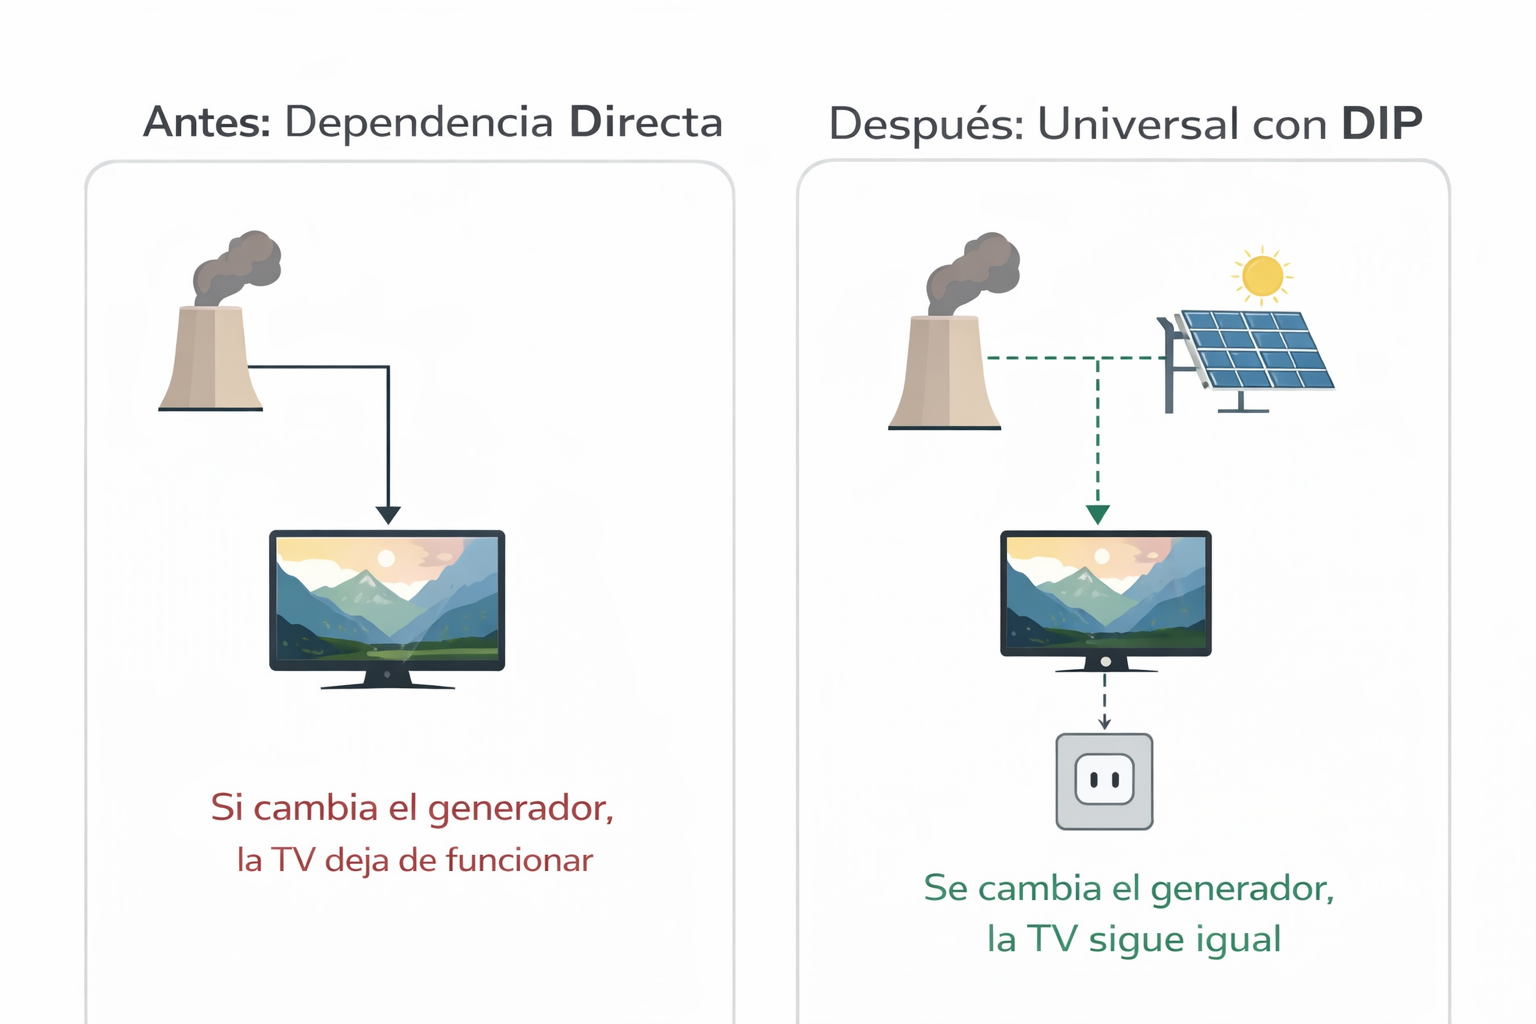 Antes: Dependencia Directa
Si cambia el generador,
la TV deja de funcionar
Después: Universal con DIP
Se cambia el generador,
la TV sigue igual